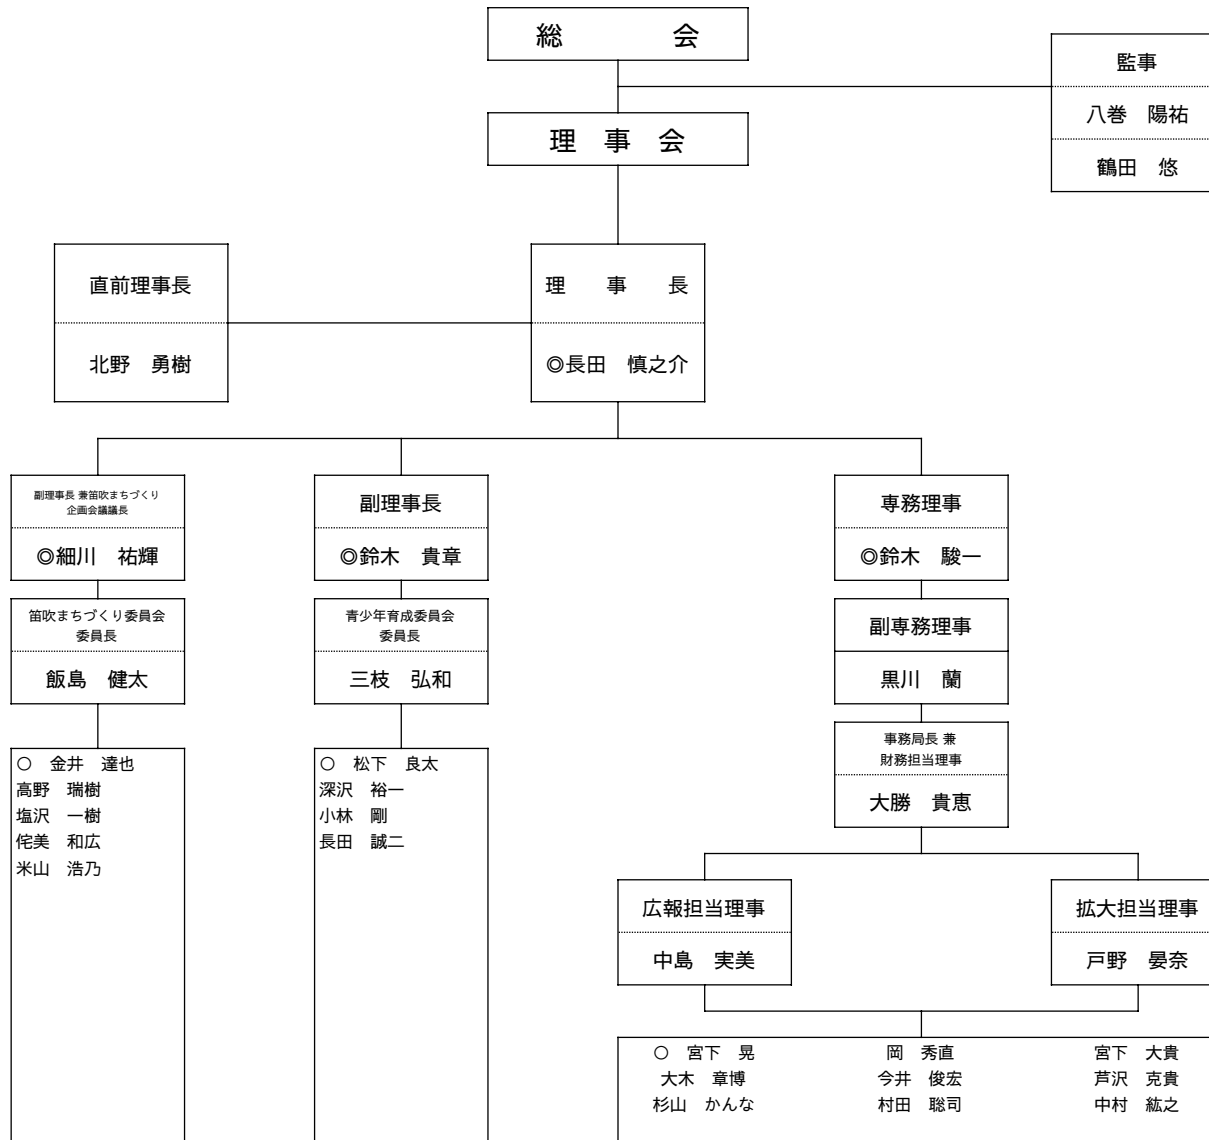 総　会
監事
八巻　陽祐
鶴田　悠
理　事　会
直前理事長
北野　勇樹
理　事　長
◎長田　慎之介
副理事長 兼笛吹まちづくり
企画会議議長
◎細川　祐輝
副理事長
◎鈴木　貴章
専務理事
◎鈴木　駿一
笛吹まちづくり委員会
委員長
飯島　健太
青少年育成委員会
委員長
三枝　弘和
副専務理事
黒川　蘭
事務局長 兼
財務担当理事
大勝　貴恵
〇　金井　達也
高野　瑞樹
塩沢　一樹
侘美　和広
米山　浩乃
〇　松下　良太
深沢　裕一
小林　剛
長田　誠二
広報担当理事
中島　実美
拡大担当理事
戸野　晏奈
〇　宮下　晃
大木　章博
杉山　かんな
岡　秀直
今井　俊宏
村田　聡司
宮下　大貴
芦沢　克貴
中村　紘之